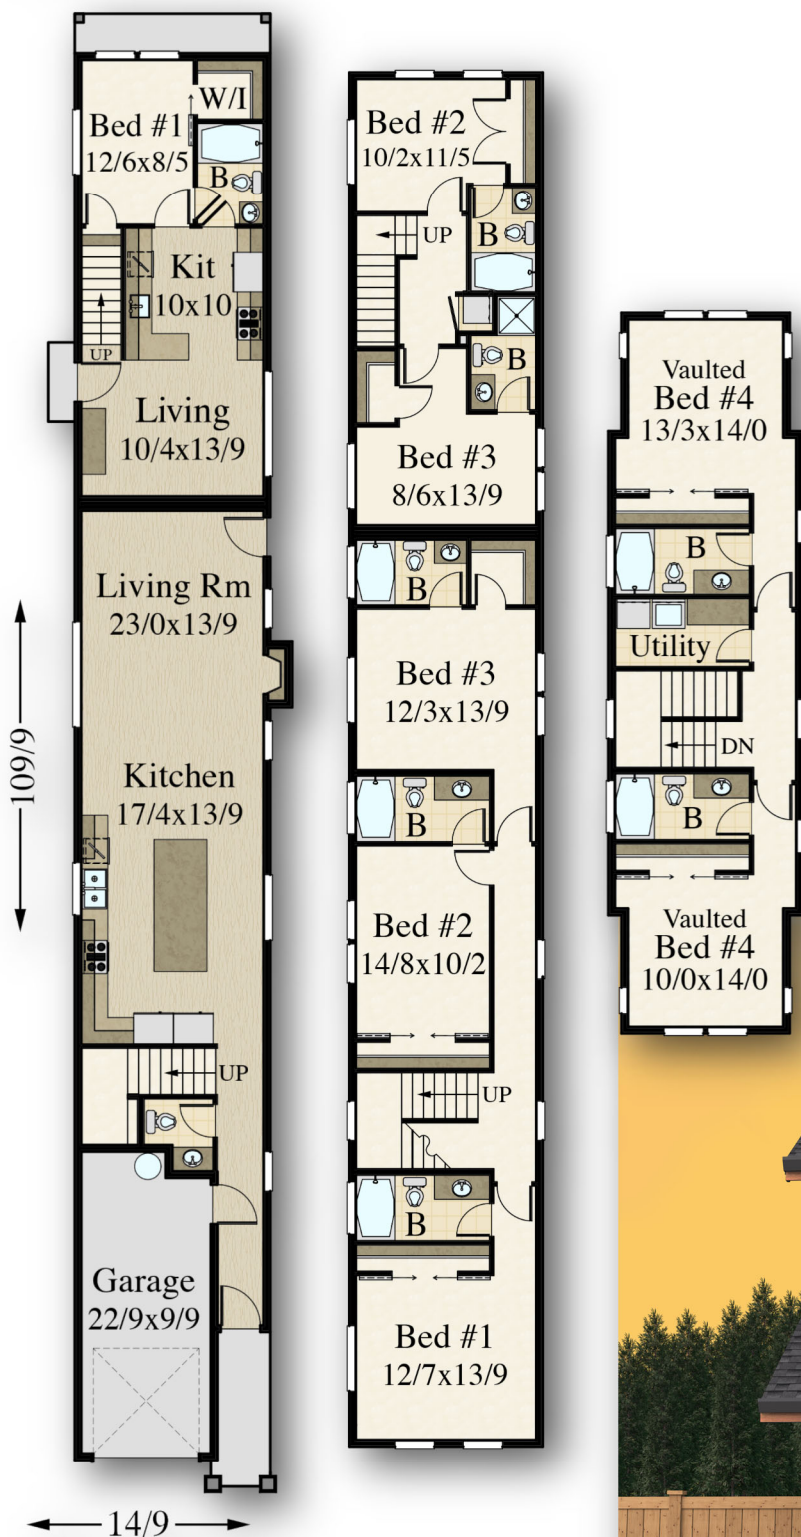 W/I
Bed #1
12/6x8/5
B
Kit
10x10
UP
Living
10/4x13/9
Living Rm
23/0x13/9
109/9
Kitchen
17/4x13/9
UP
Garage
22/9x9/9
14/9
Bed #2
10/2x11/5
UP
B
B
Bed #3
8/6x13/9
B
Bed #3
12/3x13/9
B
Bed #2
14/8x10/2
UP
B
Bed #1
12/7x13/9
Vaulted
Bed #4
13/3x14/0
B
Utility
DN
B
Vaulted
Bed #4
10/0x14/0